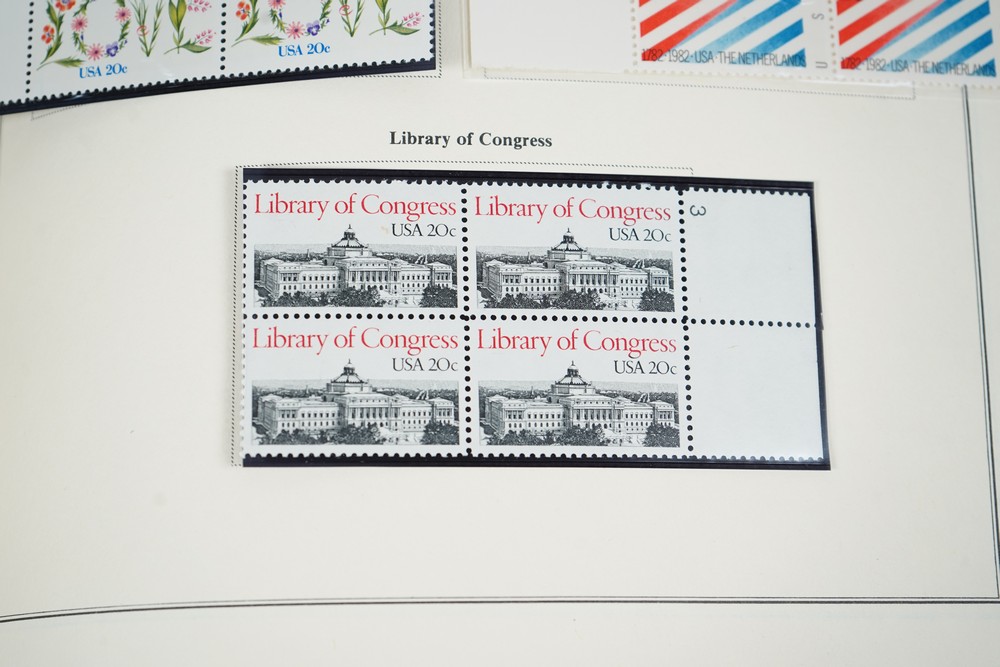 USA 20c
USA 20c
1782-1982·USA·THE NETHERLANDS
U S
1782-1982·USA·THE NETHERLANDS
Library of Congress
Library of Congress
USA 20c
Library of Congress
USA 20c
3
Library of Congress
USA 20c
Library of Congress
USA 20c